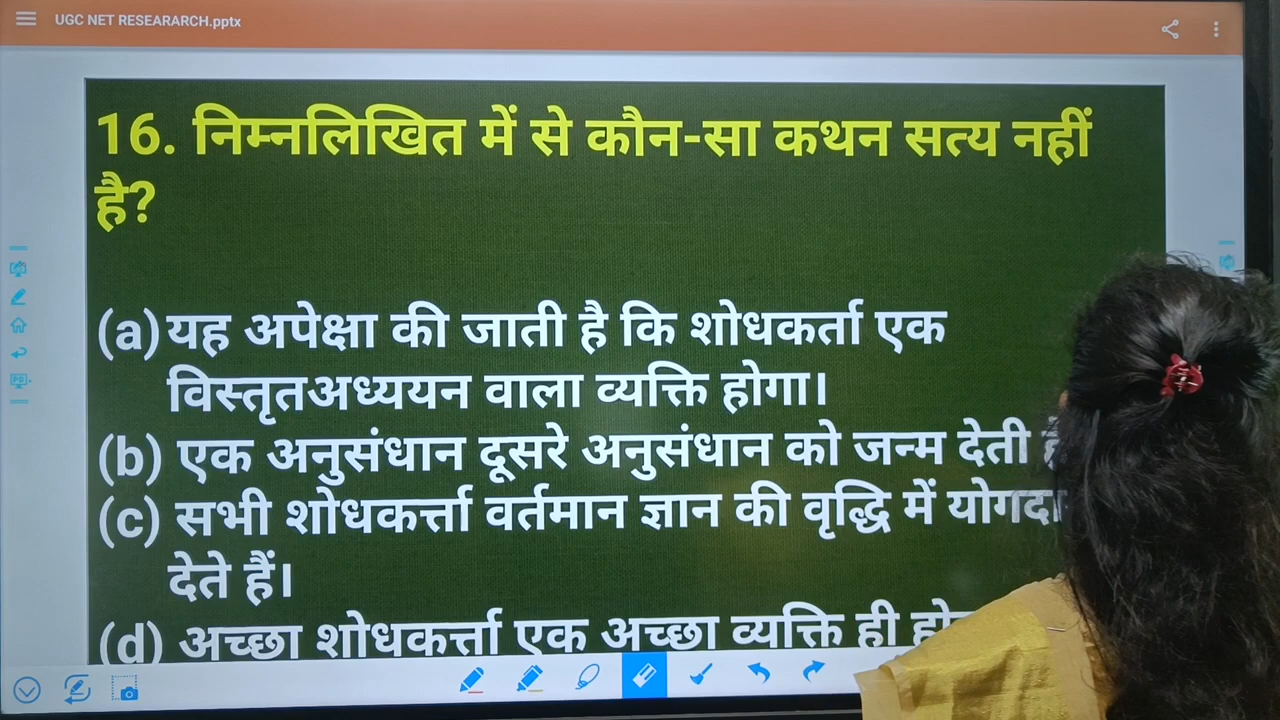 UGC NET RESEARARCH.pptx
16. निम्नलिखित में से कौन-सा कथन सत्य नहीं
है?
(a) यह अपेक्षा की जाती है कि शोधकर्ता एक
विस्तृतअध्ययन वाला व्यक्ति होगा।
(b) एक अनुसंधान दूसरे अनुसंधान को जन्म देती
(c) सभी शोधकर्त्ता वर्तमान ज्ञान की वृद्धि में
देते हैं।
(d) अच्छा शोधकर्त्ता एक अच्छा व्यक्ति ही